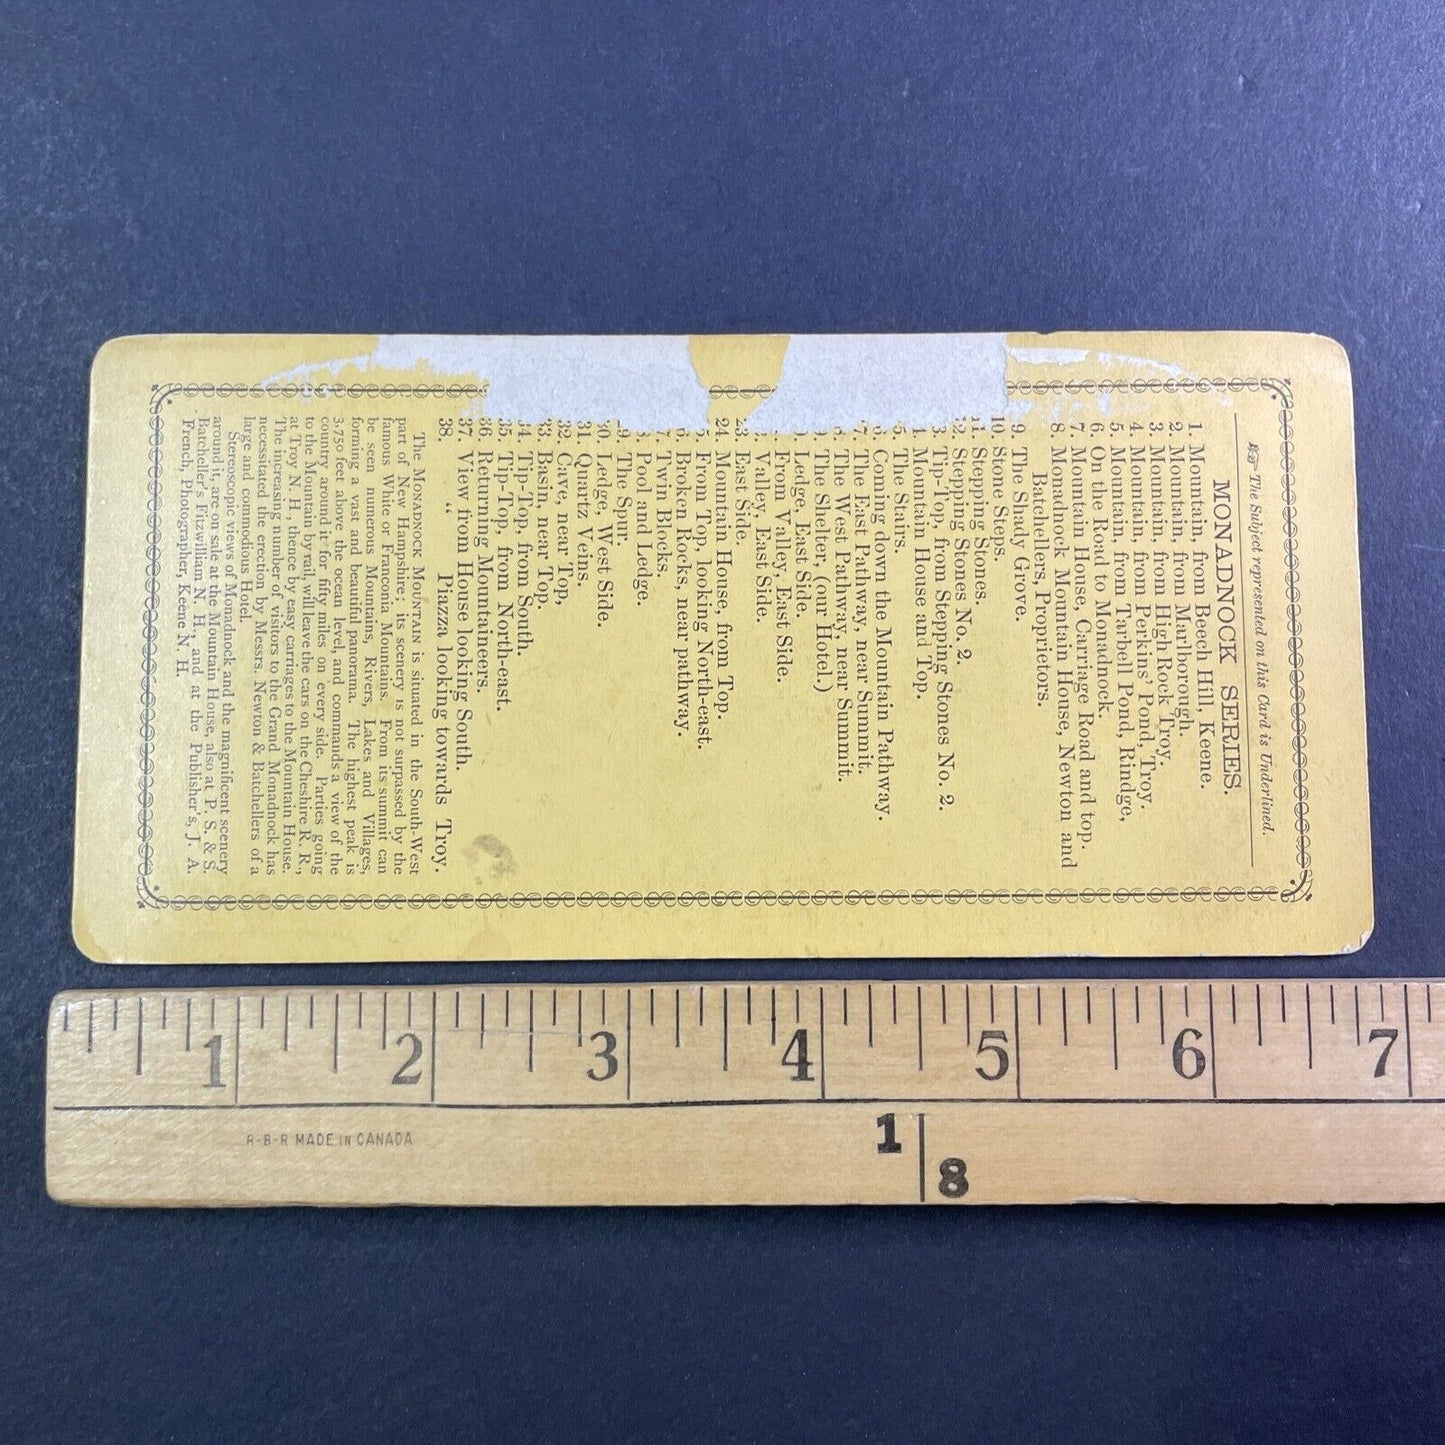 The Subject represented on this Card is Underlined.
MONADNOCK SERIES.
1 Mountain, from Beech Hill, Keene.
2. Mountain, from Marlborough.
3 Mountain, from High Rock Troy.
4 Mountain, from Perkins' Pond, Troy.
5 Mountain, from Tarbell Pond, Rindge,
6 On the Road to Monadnock.
7. Mountain House, Carriage Road and top.
8 Monadnock Mountain House, Newton and
Batchellers, Proprietors.
9. The Shady Grove.
10 Stone Steps.
11. Stepping Stones.
12. Stepping Stones No. 2.
3 Tip-Top, from Stepping Stones No. 2.
4 Mountain House and Top.
5. The Stairs.
6. Coming down the Mountain Pathway.
7. The East Pathway, near Summit.
The West Pathway, near Summit.
9 The Shelter, (our Hotel.)
Ledge, East Side.
From Valley, East Side.
Valley, East Side.
23. East Side.
24. Mountain House, from Top.
5 From Top, looking North-east.
6. Broken Rocks, near pathway.
7 Twin Blocks.
Pool and Ledge.
9. The Spur.
30. Ledge, West Side.
31. Quartz Veins.
32. Cave, near Top,
33. Basin, near Top.
34. Tip-Top, from South.
35. Tip-Top, from North-east.
36 Returning Mountaineers.
37. View from House looking South.
38. " Piazza looking towards Troy.
The MONADNOCK MOUNTAIN is situated in the South-West
part of New Hampshire; its scenery is not surpassed by the
famous White or Franconia Mountains. From its summit can
be seen numerous Mountains, Rivers, Lakes and Villages,
forming a vast and beautiful panorama. The highest peak is
3.750 feet above the ocean level, and commands a view of the
country around it for fifty miles on every side. Parties going
to the Mountain by rail, will leave the cars on the Cheshire R. R.,
at Troy N. H., thence by easy carriages to the Mountain House.
The increasing number of visitors to the Grand Monadnock has
necessitated the erection by Messrs. Newton & Batchellers of a
large and commodious Hotel.
Stereoscopic views of Monadnock and the magnificent scenery
around it, are on sale at the Mountain House, also at P. S. & S.
Batcheller's Fitzwilliam N. H., and at the Publisher's, J. A.
French, Photographer, Keene N. H.
1 2 3 4 5 6 7
R-B-R MADE IN CANADA
1
8